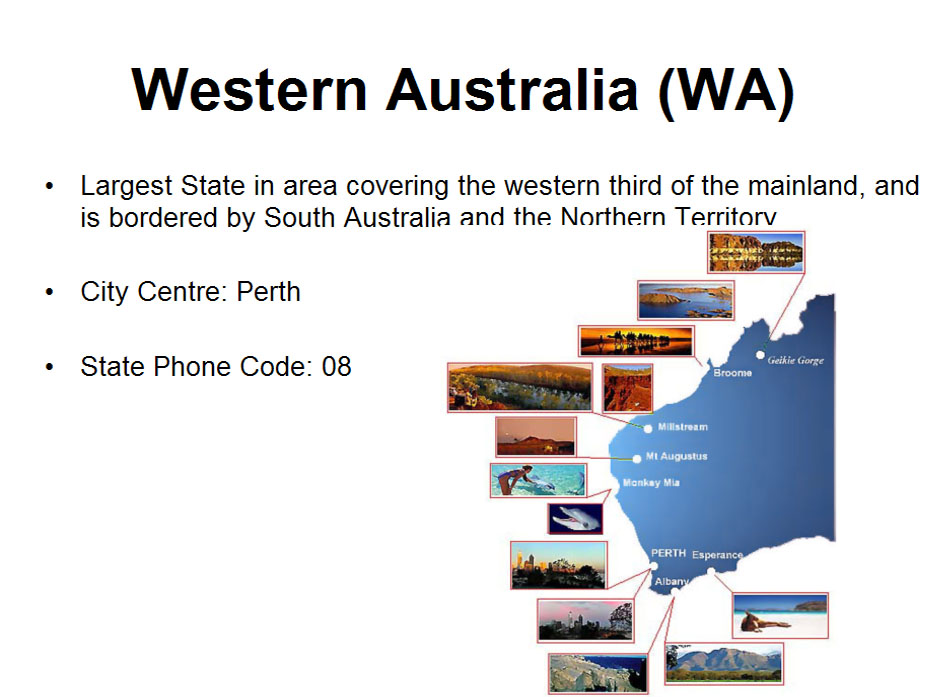 Western Australia (WA)
• Largest State in area covering the western third of the mainland, and
is bordered by South Australia and the Northern Territory
• City Centre: Perth
• State Phone Code: 08
Geikie Gorge
Broome
Millstream
Mt Augustus
Monkey Mia
PERTH Esperance
Albany